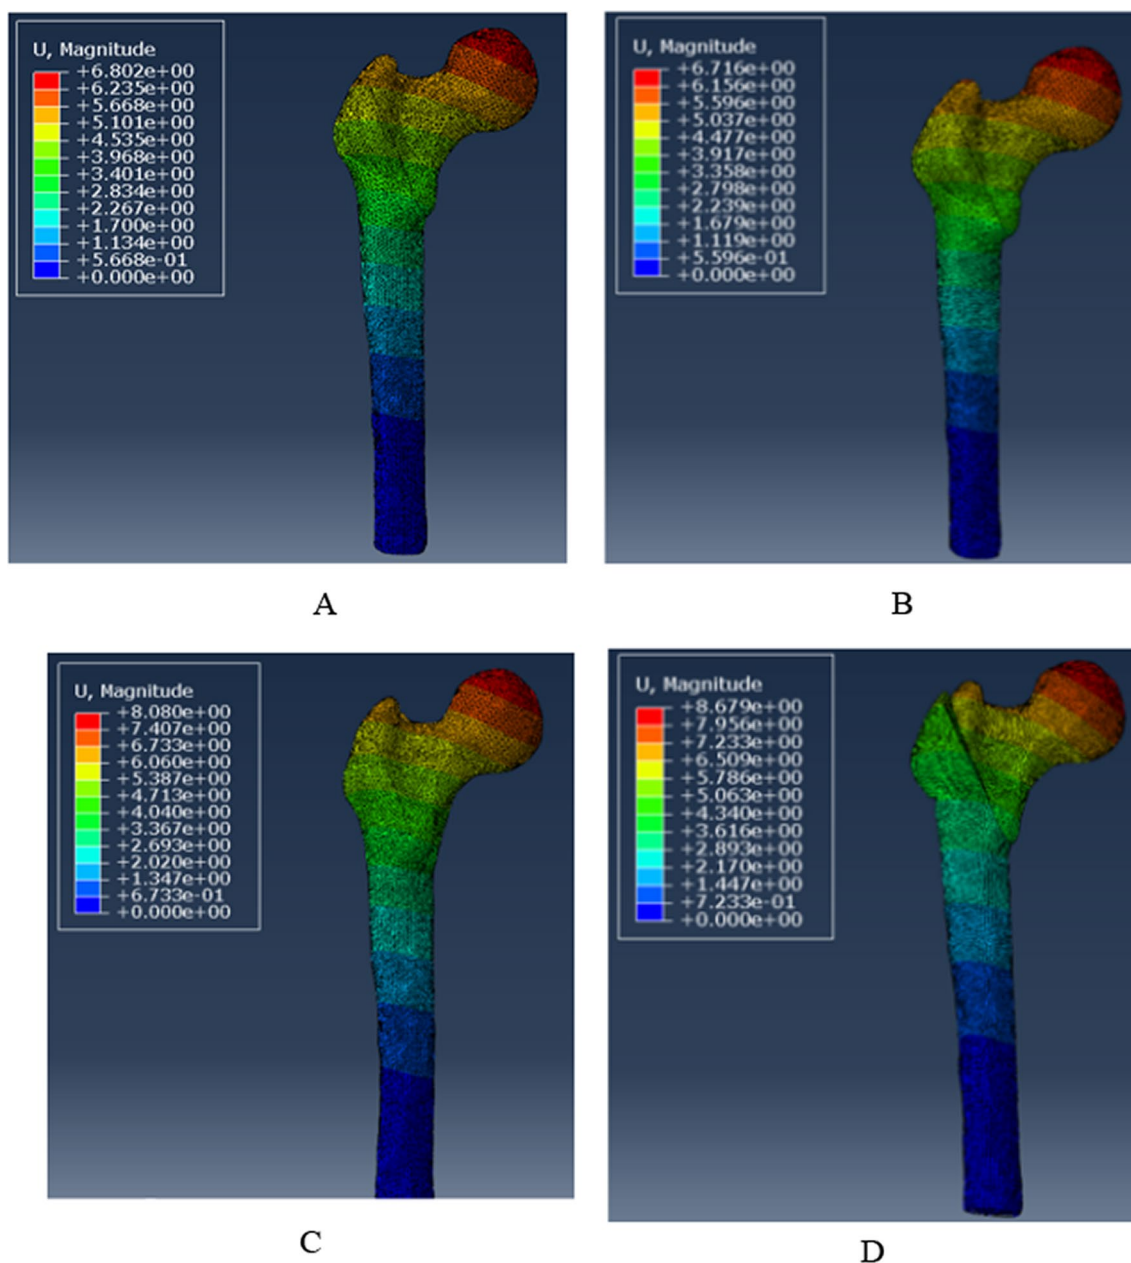 U, Magnitude
+6.802e+00
+6.235e+00
+5.668e+00
+5.101e+00
+4.535e+00
+3.968e+00
+3.401e+00
+2.834e+00
+2.267e+00
+1.700e+00
+1.134e+00
+5.668e-01
+0.000e+00
A
U, Magnitude
+6.716e+00
+6.156e+00
+5.596e+00
+5.037e+00
+4.477e+00
+3.917e+00
+3.358e+00
+2.798e+00
+2.239e+00
+1.679e+00
+1.119e+00
+5.596e-01
+0.000e+00
B
U, Magnitude
+8.080e+00
+7.407e+00
+6.733e+00
+6.060e+00
+5.387e+00
+4.713e+00
+4.040e+00
+3.367e+00
+2.693e+00
+2.020e+00
+1.347e+00
+6.733e-01
+0.000e+00
C
U, Magnitude
+8.679e+00
+7.956e+00
+7.233e+00
+6.509e+00
+5.786e+00
+5.063e+00
+4.340e+00
+3.616e+00
+2.893e+00
+2.170e+00
+1.447e+00
+7.233e-01
+0.000e+00
D